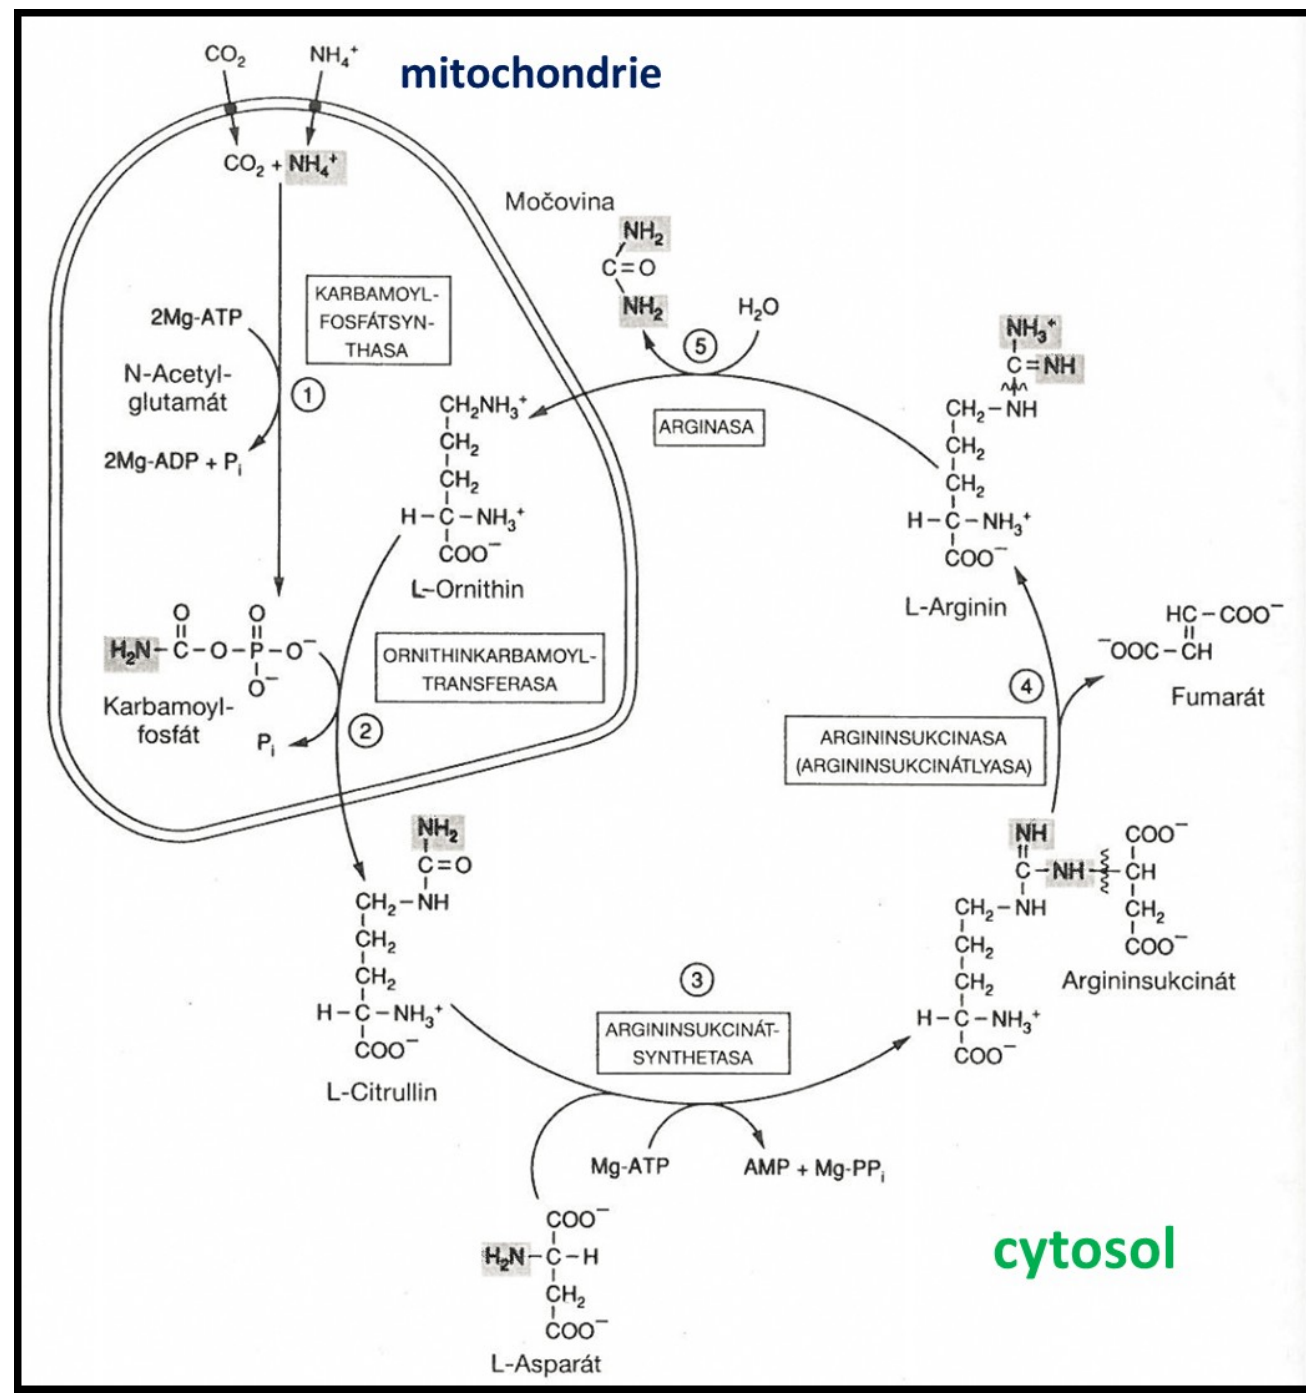 CO₂
NH₄⁺
mitochondrie
CO₂ + NH₄⁺
Močovina
NH₂
C=O
NH₂
H₂O
5
ARGINASA
KARBAMOYL-
FOSFÁTSYN-
THASA
2Mg-ATP
N-Acetyl-
glutamát
1
2Mg-ADP + Pᵢ
CH₂NH₃⁺
CH₂
CH₂
H–C–NH₃⁺
COO⁻
L-Ornithin
NH₃⁺
C=NH
CH₂–NH
CH₂
CH₂
H–C–NH₃⁺
COO⁻
L-Arginin
O O
H₂N–C–O–P–O⁻
O⁻
Karbamoyl-
fosfát
Pᵢ
2
ORNITHINKARBAMOYL-
TRANSFERASA
HC–COO⁻
⁻OOC–CH
Fumarát
4
ARGININSUKCINASA
(ARGININSUKCINÁTLYASA)
NH₂
C=O
CH₂–NH
CH₂
CH₂
H–C–NH₃⁺
COO⁻
L-Citrullin
3
ARGININSUKCINÁT-
SYNTHETASA
NH COO⁻
C–NH–CH
CH₂–NH CH₂
CH₂ COO⁻
CH₂
H–C–NH₃⁺
COO⁻
Argininsukcinát
Mg-ATP
AMP + Mg-PPᵢ
COO⁻
H₂N–C–H
CH₂
COO⁻
L-Asparát
cytosol